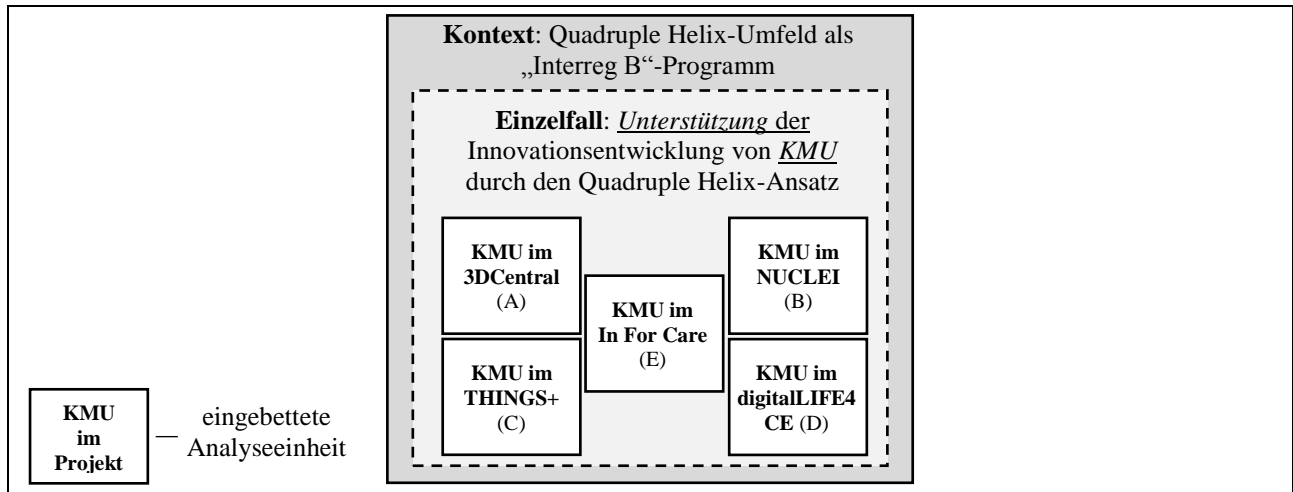 Kontext: Quadruple Helix-Umfeld als
„Interreg B“-Programm
Einzelfall: Unterstützung der
Innovationsentwicklung von KMU
durch den Quadruple Helix-Ansatz
KMU im
3DCentral
(A)
KMU im
NUCLEI
(B)
KMU im
In For Care
(E)
KMU im
THINGS+
(C)
KMU im
digitalLIFE4
CE (D)
KMU
im
Projekt
— eingebettete
Analyseeinheit